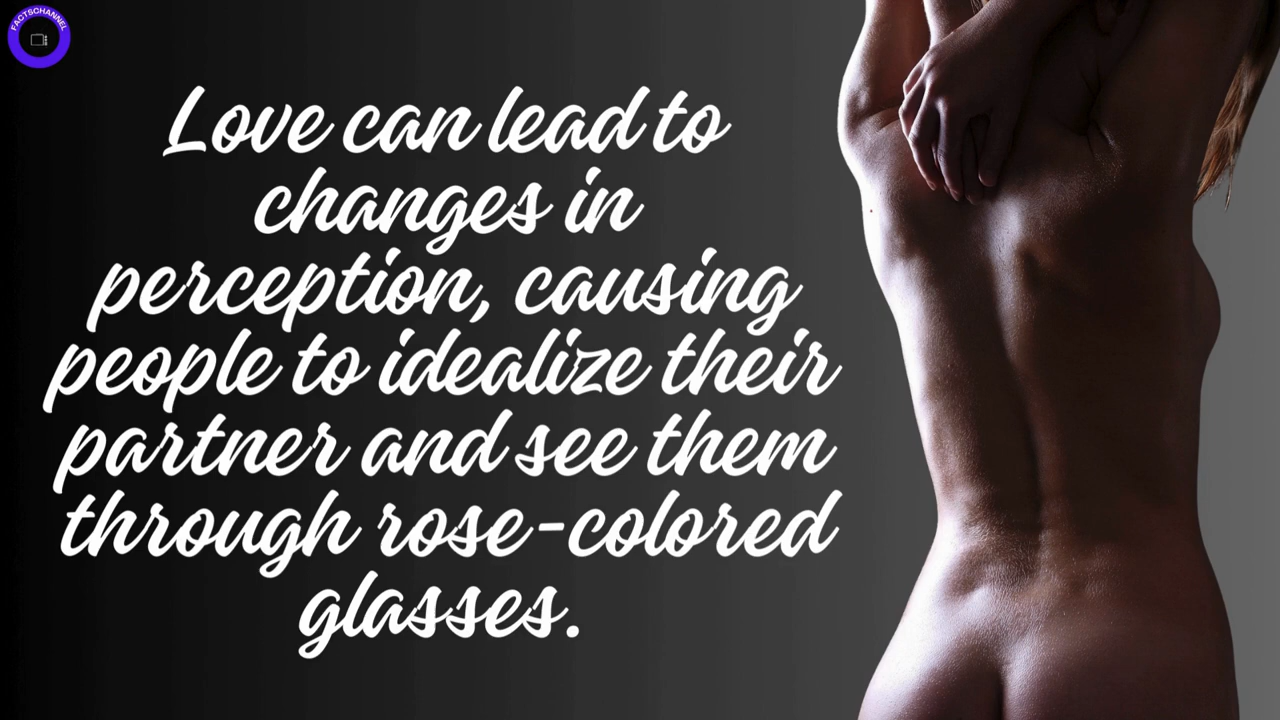 FACTSCHANNEL
Love can lead to
changes in
perception, causing
people to idealize their
partner and see them
through rose-colored
glasses.